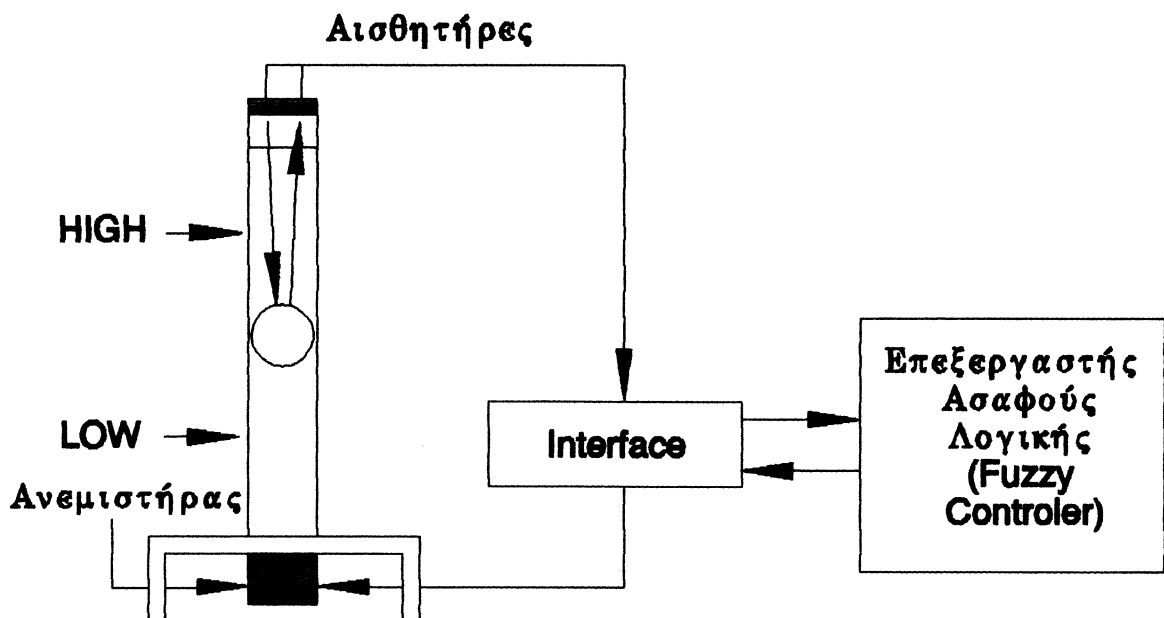 Αισθητήρες
HIGH
LOW
Ανεμιστήρας
Interface
Επεξεργαστής
Ασαφούς
Λογικής
(Fuzzy
Controler)